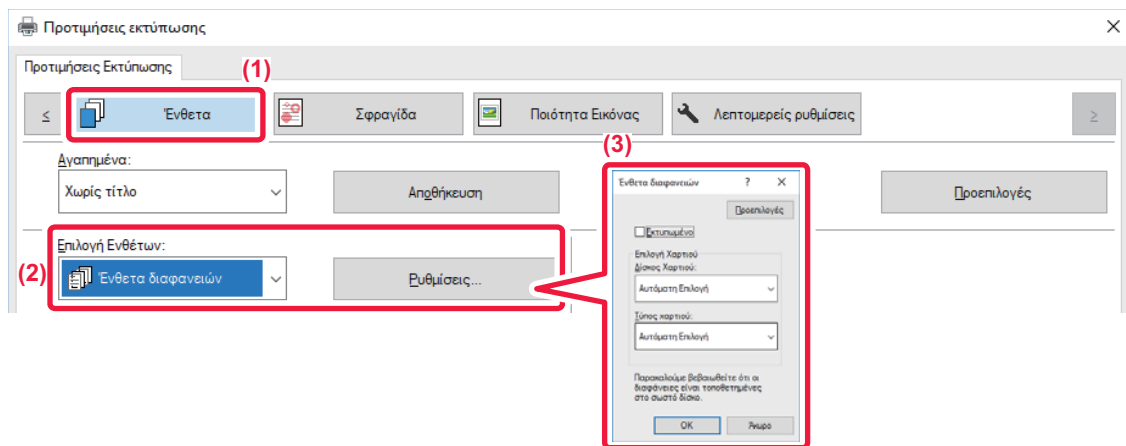 Προτιμήσεις εκτύπωσης
Προτιμήσεις Εκτύπωσης
(1)
< Ένθετα Σφραγίδα Ποιότητα Εικόνας Λεπτομερείς ρυθμίσεις >
(3)
Αγαπημένα:
Χωρίς τίτλο Αποθήκευση Προεπιλογές
Επιλογή Ενθέτων:
(2) Ένθετα διαφανειών Ρυθμίσεις...
Ένθετα διαφανειών ? X
Προεπιλογές
Εκτυπωμένο
Επιλογή Χαρτιού
Δίσκος Χαρτιού:
Αυτόματη Επιλογή
Τύπος χαρτιού:
Αυτόματη Επιλογή
Παρακαλούμε βεβαιωθείτε ότι οι
διαφάνειες είναι τοποθετημένες
στο σωστό δίσκο.
OK Άκυρο